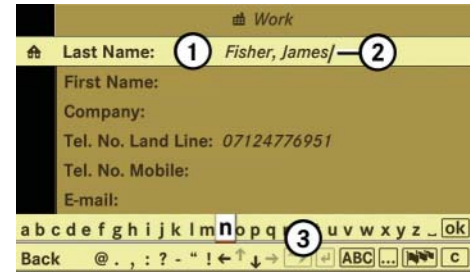 Work
Last Name: 1 Fisher, James/ 2
First Name:
Company:
Tel. No. Land Line: 07124776951
Tel. No. Mobile:
E-mail:
a b c d e f g h i j k l m n o p q 3 u v w x y z _ ok
Back @ . , : ? - " ! ← ↑ ↓ → ABC ... c